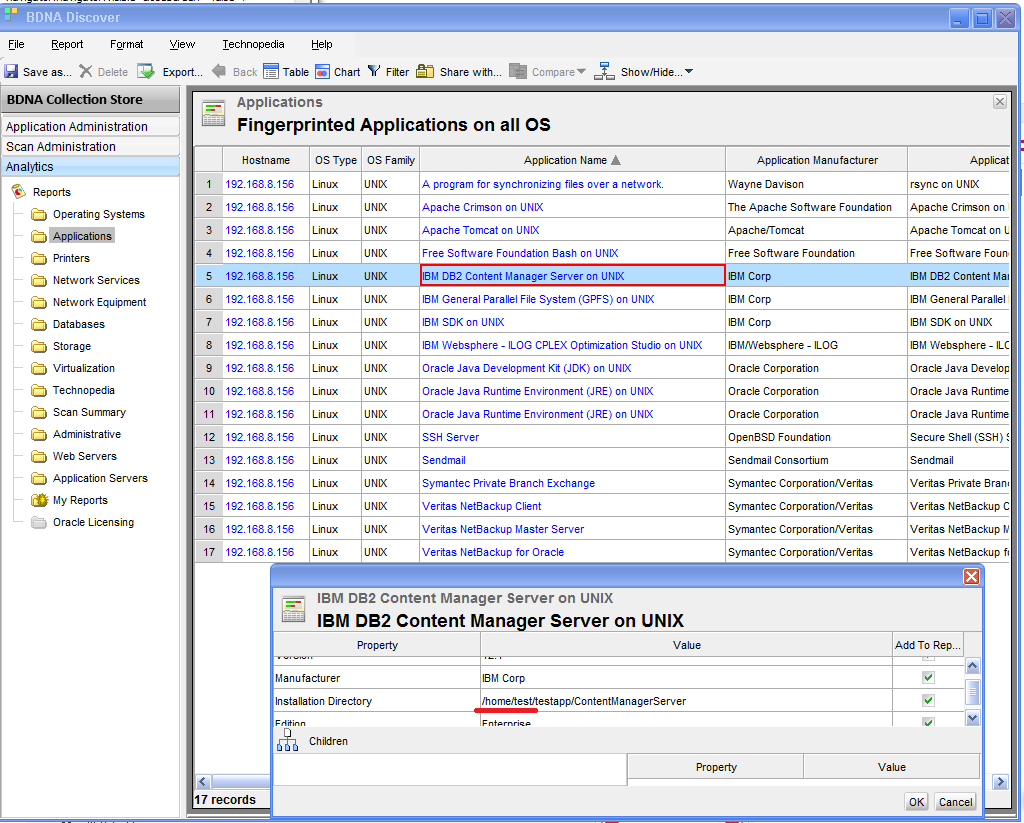 BDNA Discover
File Report Format View Technopedia Help
Save as... Delete Export... Back Table Chart Filter Share with... Compare Show/Hide...
BDNA Collection Store
Application Administration
Scan Administration
Analytics
Reports
Operating Systems
Applications
Printers
Network Services
Network Equipment
Databases
Storage
Virtualization
Technopedia
Scan Summary
Administrative
Web Servers
Application Servers
My Reports
Oracle Licensing
Applications
Fingerprinted Applications on all OS
Hostname OS Type OS Family Application Name Application Manufacturer Applicat
1 192.168.8.156 Linux UNIX A program for synchronizing files over a network. Wayne Davison rsync on UNIX
2 192.168.8.156 Linux UNIX Apache Crimson on UNIX The Apache Software Foundation Apache Crimson on
3 192.168.8.156 Linux UNIX Apache Tomcat on UNIX Apache/Tomcat Apache Tomcat on U
4 192.168.8.156 Linux UNIX Free Software Foundation Bash on UNIX Free Software Foundation Free Software Foun
5 192.168.8.156 Linux UNIX IBM DB2 Content Manager Server on UNIX IBM Corp IBM DB2 Content Mar
6 192.168.8.156 Linux UNIX IBM General Parallel File System (GPFS) on UNIX IBM Corp IBM General Parallel
7 192.168.8.156 Linux UNIX IBM SDK on UNIX IBM Corp IBM SDK on UNIX
8 192.168.8.156 Linux UNIX IBM Websphere - ILOG CPLEX Optimization Studio on UNIX IBM/Websphere - ILOG IBM Websphere - ILO
9 192.168.8.156 Linux UNIX Oracle Java Development Kit (JDK) on UNIX Oracle Corporation Oracle Java Develop
10 192.168.8.156 Linux UNIX Oracle Java Runtime Environment (JRE) on UNIX Oracle Corporation Oracle Java Runtime
11 192.168.8.156 Linux UNIX Oracle Java Runtime Environment (JRE) on UNIX Oracle Corporation Oracle Java Runtime
12 192.168.8.156 Linux UNIX SSH Server OpenBSD Foundation Secure Shell (SSH) S
13 192.168.8.156 Linux UNIX Sendmail Sendmail Consortium Sendmail
14 192.168.8.156 Linux UNIX Symantec Private Branch Exchange Symantec Corporation/Veritas Veritas Private Bran
15 192.168.8.156 Linux UNIX Veritas NetBackup Client Symantec Corporation/Veritas Veritas NetBackup C
16 192.168.8.156 Linux UNIX Veritas NetBackup Master Server Symantec Corporation/Veritas Veritas NetBackup M
17 192.168.8.156 Linux UNIX Veritas NetBackup for Oracle Symantec Corporation/Veritas Veritas NetBackup fo
17 records
IBM DB2 Content Manager Server on UNIX
IBM DB2 Content Manager Server on UNIX
Property Value Add To Rep...
Manufacturer IBM Corp
Installation Directory /home/test/testapp/ContentManagerServer
Edition Enterprise
Children
Property Value
OK Cancel